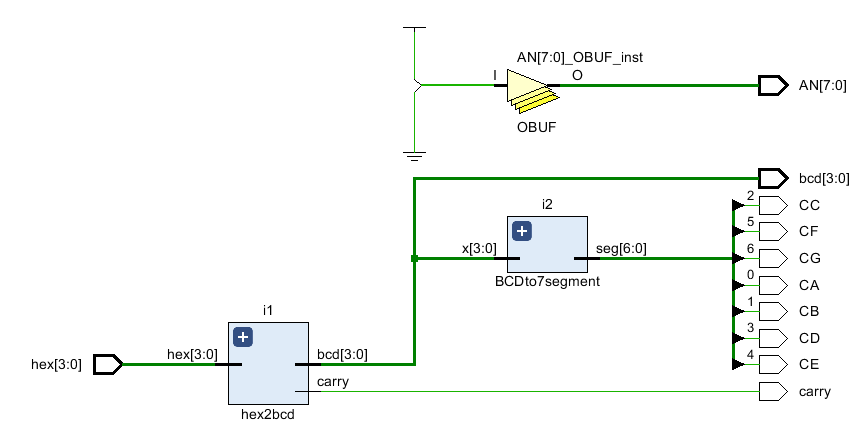 AN[7:0]_OBUF_inst
I
O
AN[7:0]
OBUF
bcd[3:0]
i2
2
CC
5
CF
x[3:0]
seg[6:0]
6
CG
BCDto7segment
0
CA
1
CB
i1
3
CD
hex[3:0]
hex[3:0]
bcd[3:0]
4
CE
carry
carry
hex2bcd